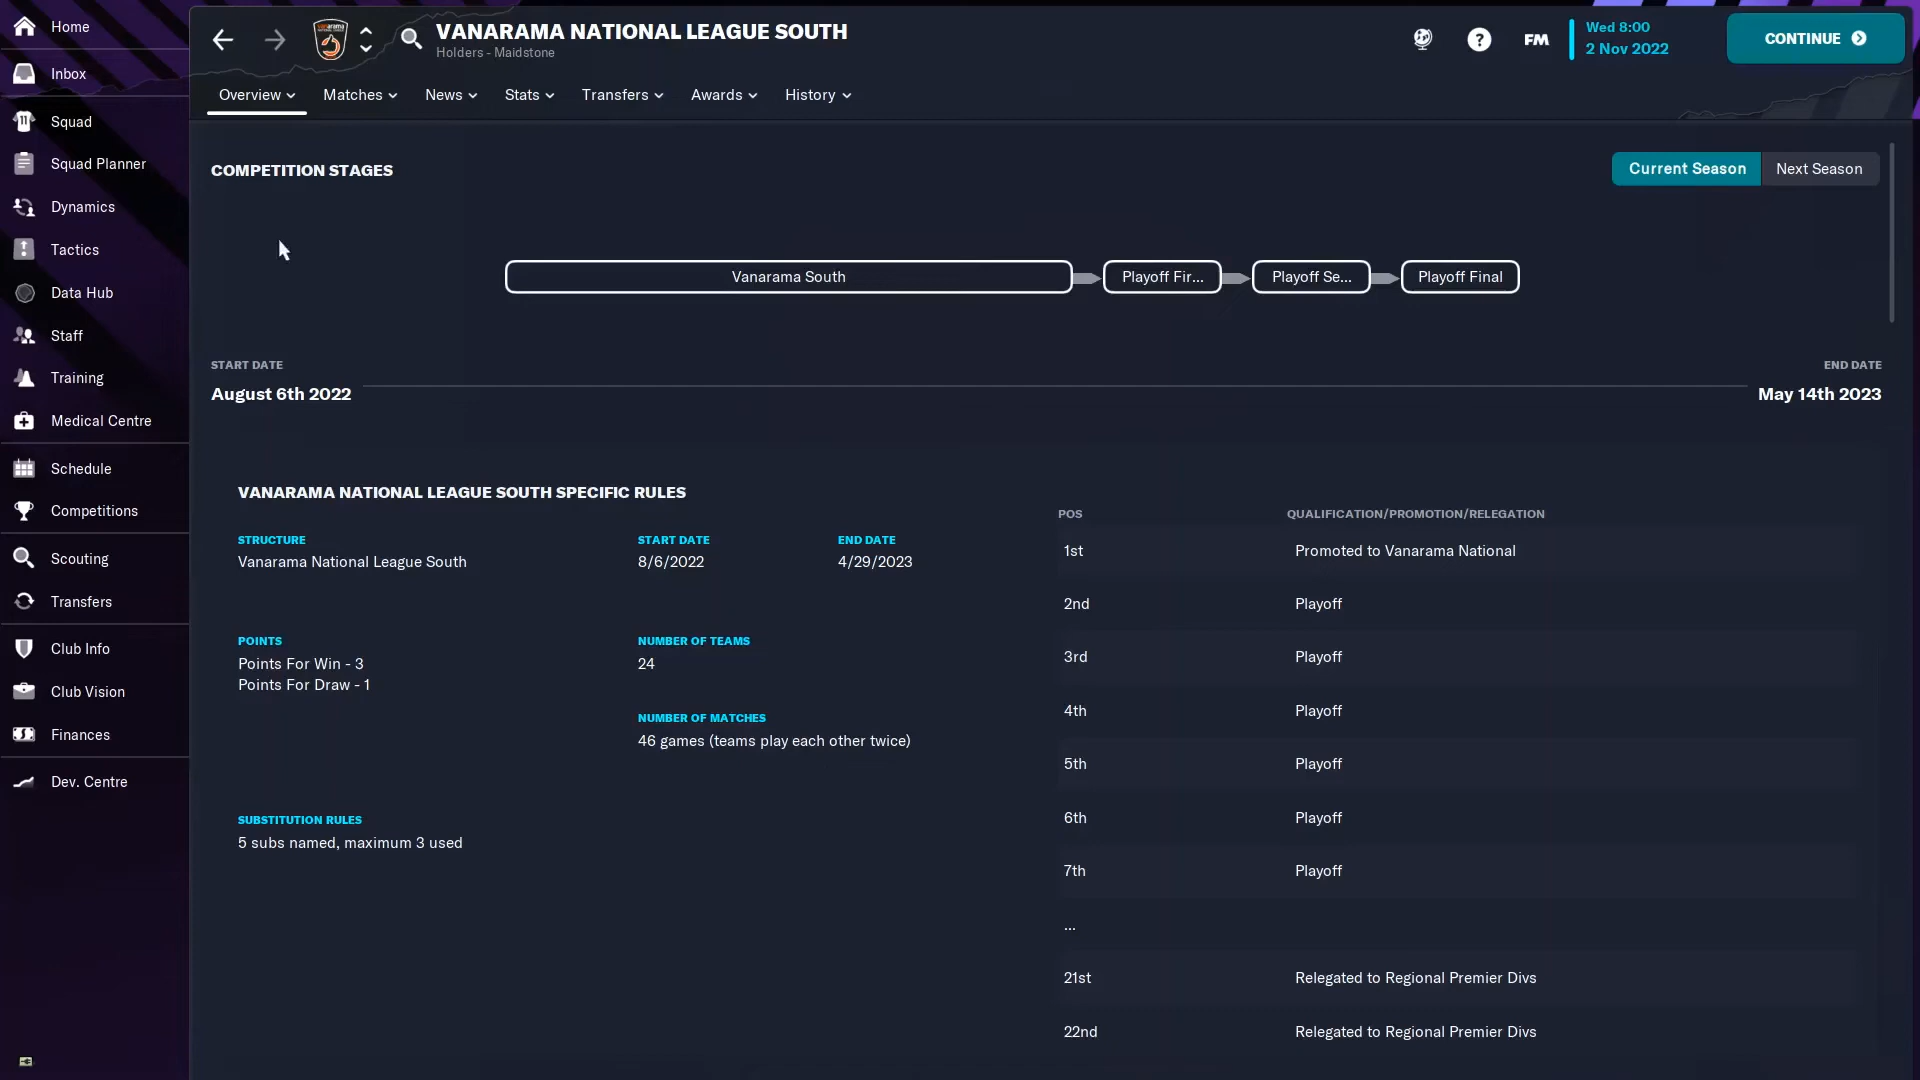 Home
Inbox
Squad
Squad Planner
Dynamics
Tactics
Data Hub
Staff
Training
Medical Centre
Schedule
Competitions
Scouting
Transfers
Club Info
Club Vision
Finances
Dev. Centre
VANARAMA NATIONAL LEAGUE SOUTH
Holders - Maidstone
FM
Wed 8:00
2 Nov 2022
CONTINUE
Overview
Matches
News
Stats
Transfers
Awards
History
COMPETITION STAGES
Current Season
Next Season
Vanarama South
Playoff Fir...
Playoff Se...
Playoff Final
START DATE
August 6th 2022
END DATE
May 14th 2023
VANARAMA NATIONAL LEAGUE SOUTH SPECIFIC RULES
STRUCTURE
Vanarama National League South
START DATE
8/6/2022
END DATE
4/29/2023
POINTS
Points For Win - 3
Points For Draw - 1
NUMBER OF TEAMS
24
NUMBER OF MATCHES
46 games (teams play each other twice)
SUBSTITUTION RULES
5 subs named, maximum 3 used
POS QUALIFICATION/PROMOTION/RELEGATION
1st Promoted to Vanarama National
2nd Playoff
3rd Playoff
4th Playoff
5th Playoff
6th Playoff
7th Playoff
...
21st Relegated to Regional Premier Divs
22nd Relegated to Regional Premier Divs